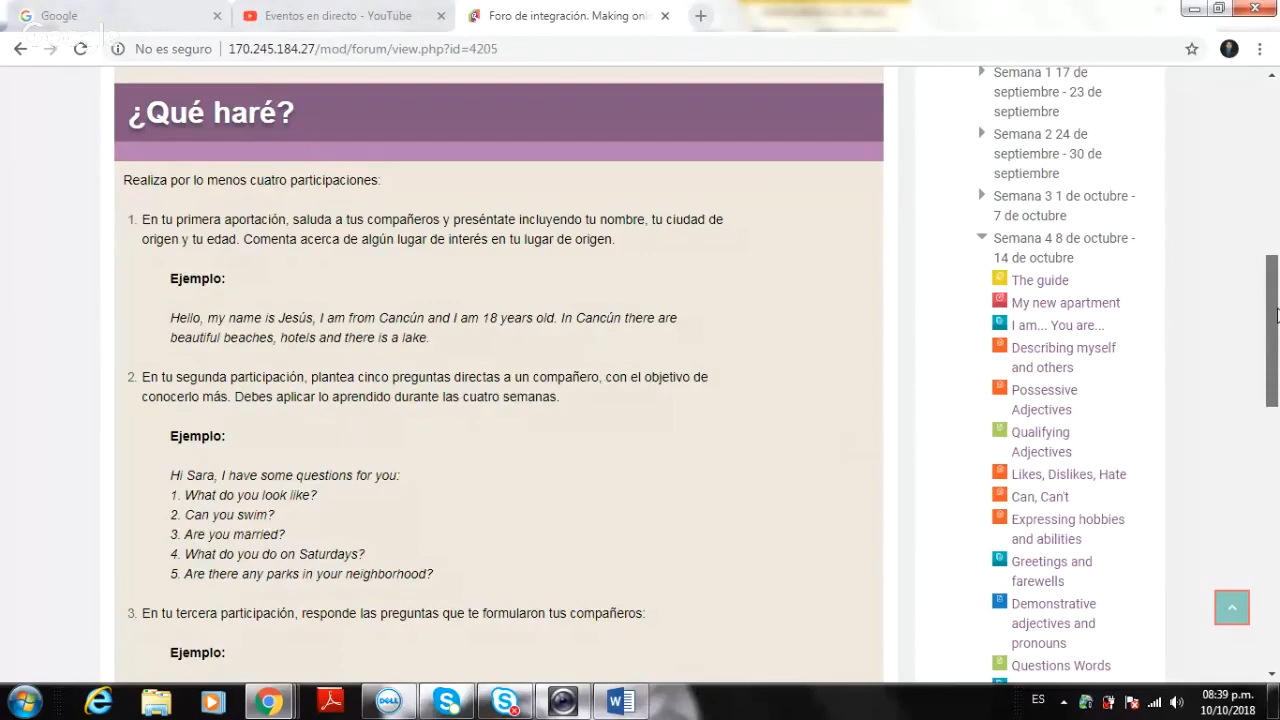 Google
Eventos en directo - YouTube
Foro de integración. Making onl
No es seguro
170.245.184.27/mod/forum/view.php?id=4205
¿Qué haré?
Realiza por lo menos cuatro participaciones:
1. En tu primera aportación, saluda a tus compañeros y preséntate incluyendo tu nombre, tu ciudad de
origen y tu edad. Comenta acerca de algún lugar de interés en tu lugar de origen.
Ejemplo:
Hello, my name is Jesus, I am from Cancún and I am 18 years old. In Cancún there are
beautiful beaches, hotels and there is a lake.
2. En tu segunda participación, plantea cinco preguntas directas a un compañero, con el objetivo de
conocerlo más. Debes aplicar lo aprendido durante las cuatro semanas.
Ejemplo:
Hi Sara, I have some questions for you:
1. What do you look like?
2. Can you swim?
3. Are you married?
4. What do you do on Saturdays?
5. Are there any parks in your neighborhood?
3. En tu tercera participación, responde las preguntas que te formularon tus compañeros:
Ejemplo:
Semana 1 17 de
septiembre - 23 de
septiembre
Semana 2 24 de
septiembre - 30 de
septiembre
Semana 3 1 de octubre -
7 de octubre
Semana 4 8 de octubre -
14 de octubre
The guide
My new apartment
I am... You are...
Describing myself
and others
Possessive
Adjectives
Qualifying
Adjectives
Likes, Dislikes, Hate
Can, Can't
Expressing hobbies
and abilities
Greetings and
farewells
Demonstrative
adjectives and
pronouns
Questions Words
DELL
ES
08:39 p.m.
10/10/2018